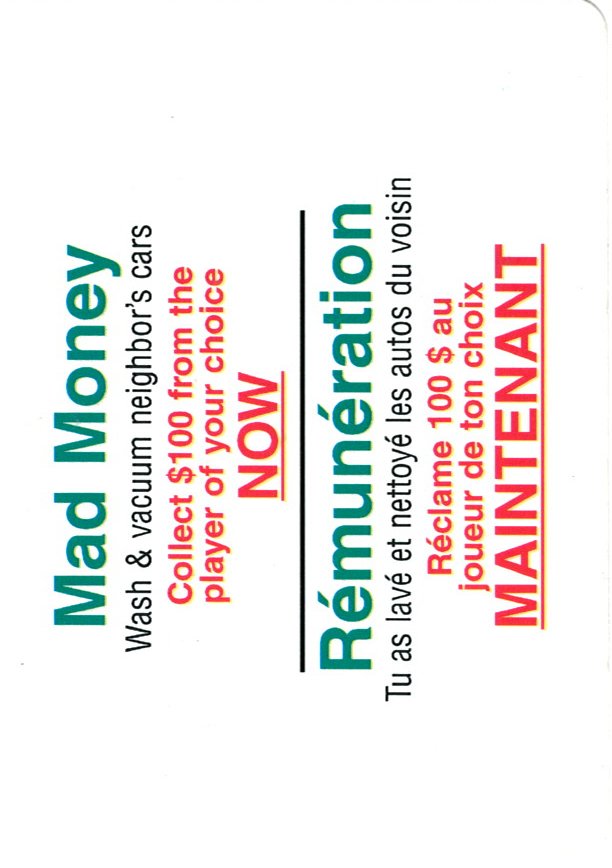 Mad Money
Wash & vacuum neighbor's cars
Collect $100 from the
player of your choice
NOW
Rémunération
Tu as lavé et nettoyé les autos du voisin
Réclame 100 $ au
joueur de ton choix
MAINTENANT